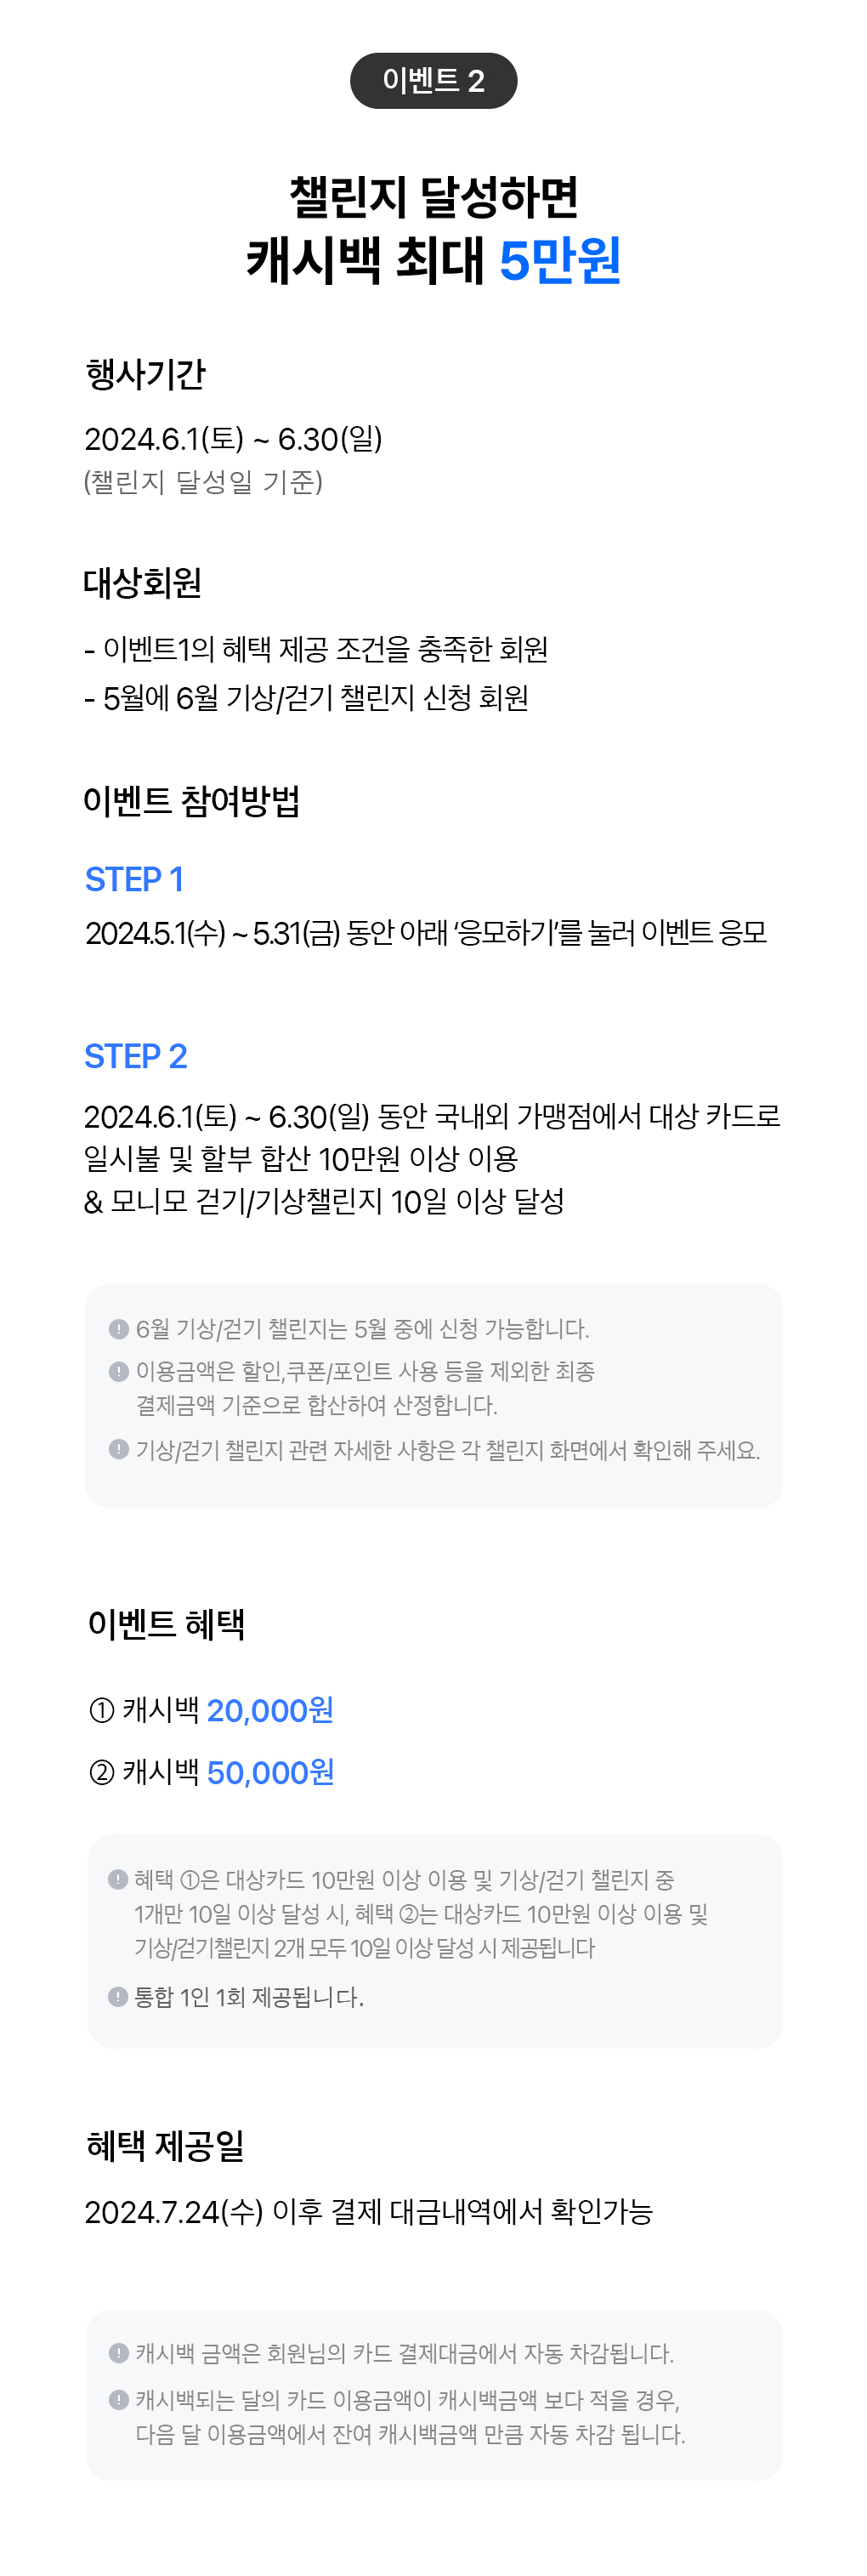 이벤트 2
챌린지 달성하면
캐시백 최대 5만원
행사기간
2024.6.1(토) ~ 6.30(일)
(챌린지 달성일 기준)
대상회원
- 이벤트1의 혜택 제공 조건을 충족한 회원
- 5월에 6월 기상/걷기 챌린지 신청 회원
이벤트 참여방법
STEP 1
2024.5.1(수) ~ 5.31(금) 동안 아래 ‘응모하기’를 눌러 이벤트 응모
STEP 2
2024.6.1(토) ~ 6.30(일) 동안 국내외 가맹점에서 대상 카드로
일시불 및 할부 합산 10만원 이상 이용
& 모니모 걷기/기상챌린지 10일 이상 달성
6월 기상/걷기 챌린지는 5월 중에 신청 가능합니다.
이용금액은 할인,쿠폰/포인트 사용 등을 제외한 최종
결제금액 기준으로 합산하여 산정합니다.
기상/걷기 챌린지 관련 자세한 사항은 각 챌린지 화면에서 확인해 주세요.
이벤트 혜택
① 캐시백 20,000원
② 캐시백 50,000원
혜택 ①은 대상카드 10만원 이상 이용 및 기상/걷기 챌린지 중
1개만 10일 이상 달성 시, 혜택 ②는 대상카드 10만원 이상 이용 및
기상/걷기챌린지 2개 모두 10일 이상 달성 시 제공됩니다
통합 1인 1회 제공됩니다.
혜택 제공일
2024.7.24(수) 이후 결제 대금내역에서 확인가능
캐시백 금액은 회원님의 카드 결제대금에서 자동 차감됩니다.
캐시백되는 달의 카드 이용금액이 캐시백금액 보다 적을 경우,
다음 달 이용금액에서 잔여 캐시백금액 만큼 자동 차감 됩니다.